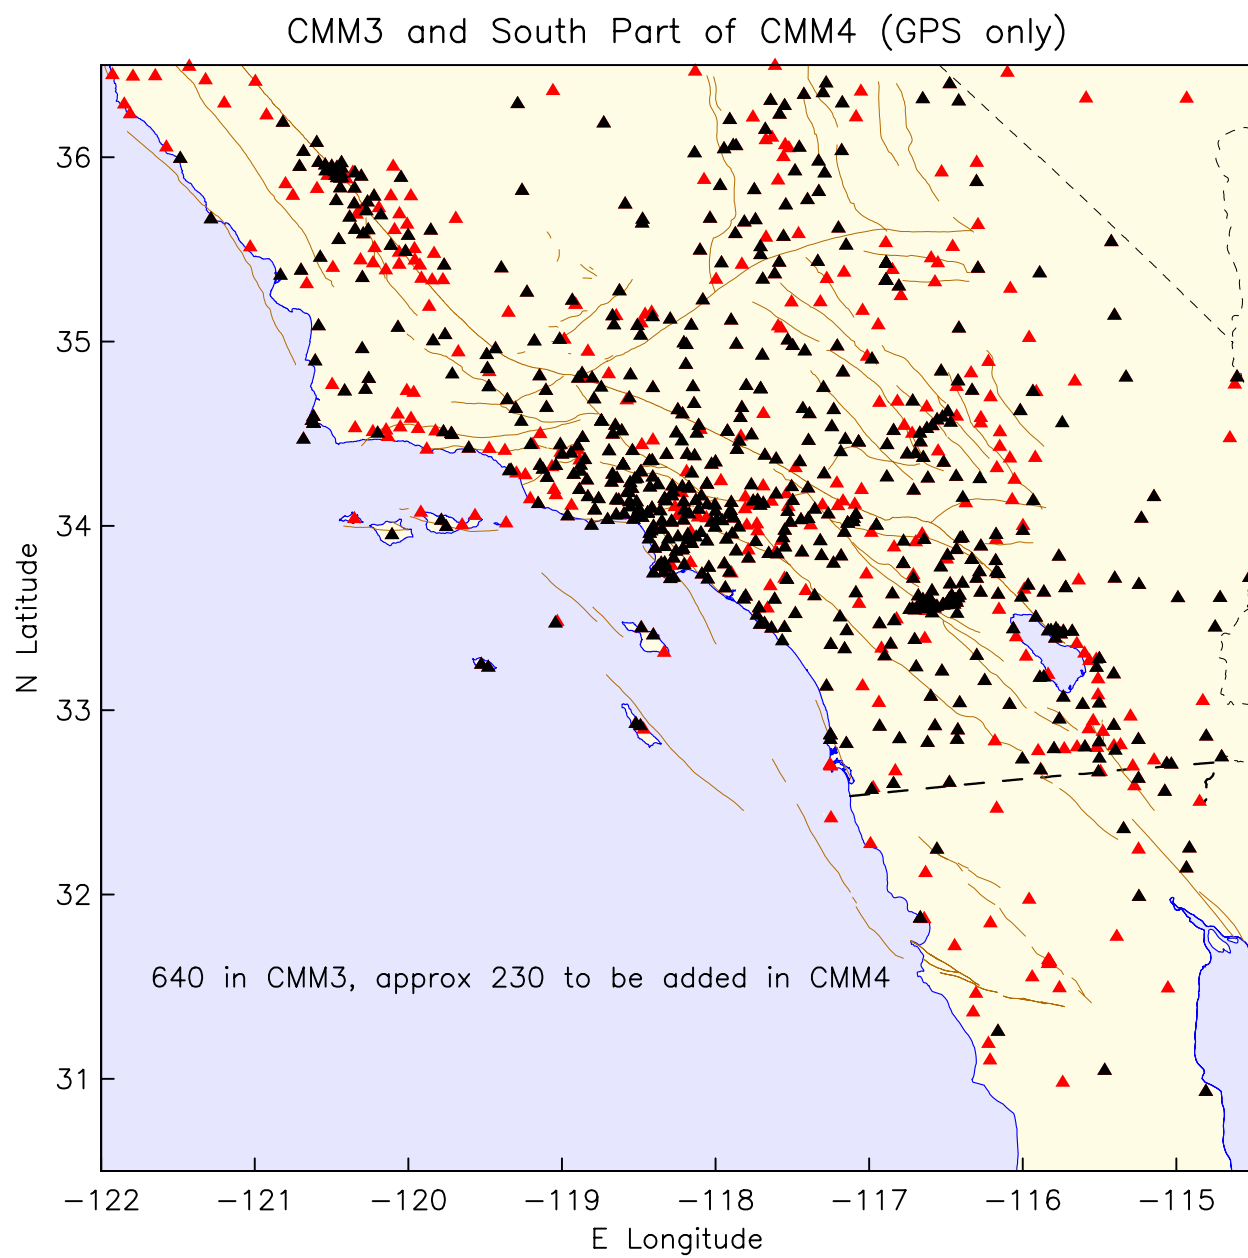 CMM3 and South Part of CMM4 (GPS only)
36
35
34
33
32
31
N Latitude
640 in CMM3, approx 230 to be added in CMM4
−122 −121 −120 −119 −118 −117 −116 −115
E Longitude